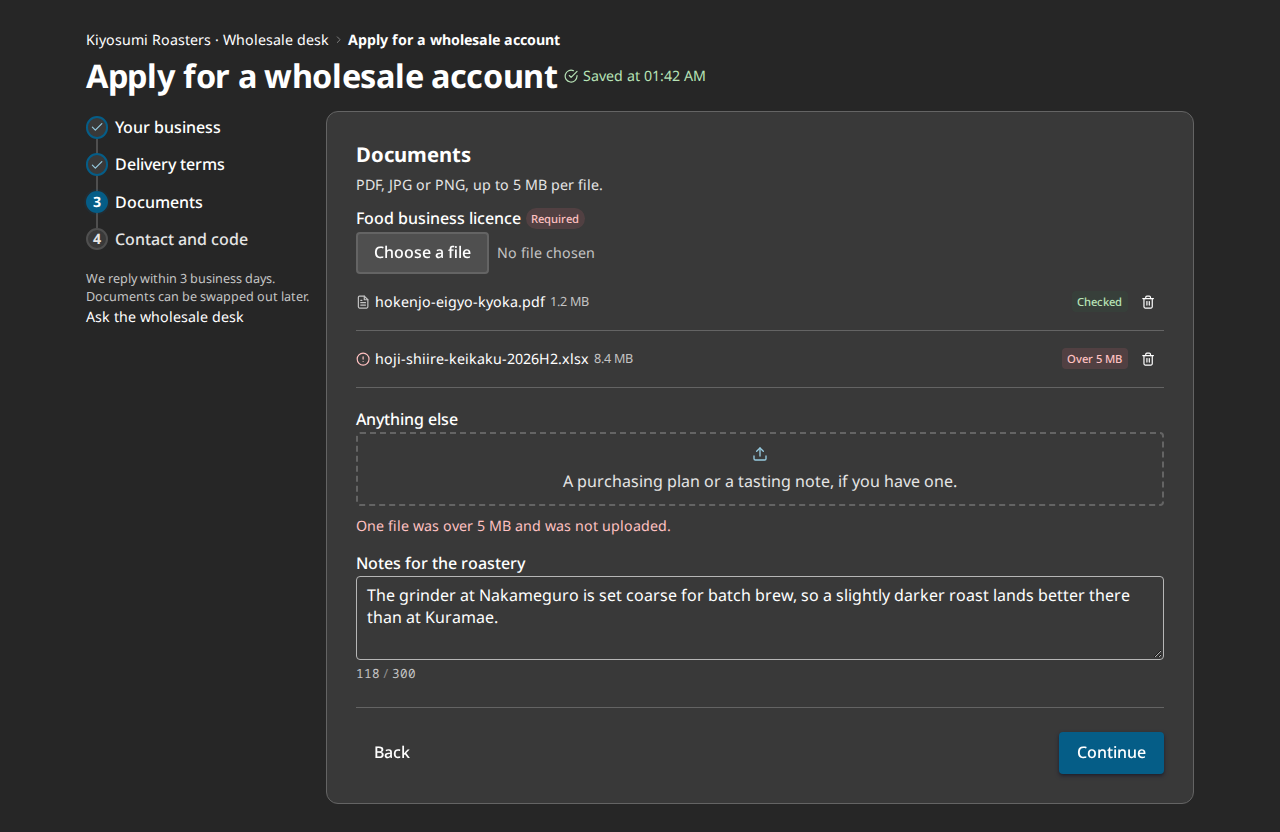 Kiyosumi Roasters · Wholesale desk › Apply for a wholesale account
Apply for a wholesale account
Saved at 01:42 AM
Your business
Delivery terms
3 Documents
4 Contact and code
We reply within 3 business days.
Documents can be swapped out later.
Ask the wholesale desk
Documents
PDF, JPG or PNG, up to 5 MB per file.
Food business licence Required
Choose a file No file chosen
hokenjo-eigyo-kyoka.pdf 1.2 MB Checked
hoji-shiire-keikaku-2026H2.xlsx 8.4 MB Over 5 MB
Anything else
A purchasing plan or a tasting note, if you have one.
One file was over 5 MB and was not uploaded.
Notes for the roastery
The grinder at Nakameguro is set coarse for batch brew, so a slightly darker roast lands better there
than at Kuramae.
118 / 300
Back
Continue